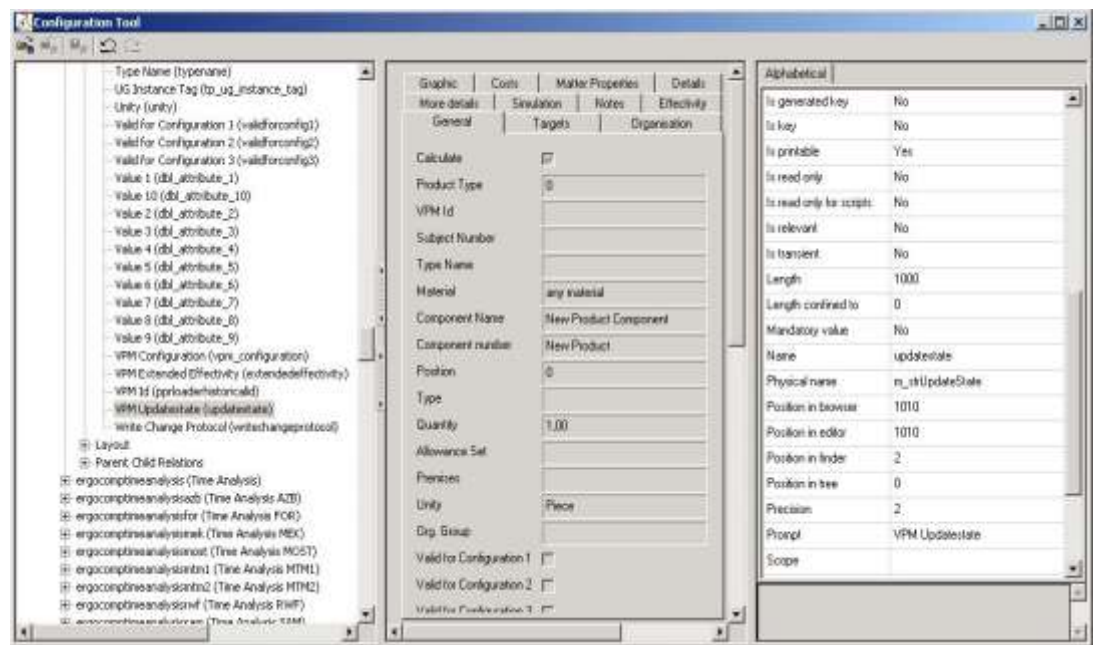 Configuration Tool
Type Name (typename)
UG Instance Tag (tp_ug_instance_tag)
Unity (unity)
Valid for Configuration 1 (validforconfig1)
Valid for Configuration 2 (validforconfig2)
Valid for Configuration 3 (validforconfig3)
Value 1 (dbl_attribute_1)
Value 10 (dbl_attribute_10)
Value 2 (dbl_attribute_2)
Value 3 (dbl_attribute_3)
Value 4 (dbl_attribute_4)
Value 5 (dbl_attribute_5)
Value 6 (dbl_attribute_6)
Value 7 (dbl_attribute_7)
Value 8 (dbl_attribute_8)
Value 9 (dbl_attribute_9)
VPM Configuration (vpm_configuration)
VPM Extended Effectivity (extendedeffectivity)
VPM Id (pprloaderhistoricalid)
VPM Updatestate (updatestate)
Write Change Protocol (writechangeprotocol)
Layout
Parent Child Relations
ergocomptimeanalysis (Time Analysis)
ergocomptimeanalysisazb (Time Analysis AZB)
ergocomptimeanalysisfor (Time Analysis FOR)
ergocomptimeanalysismek (Time Analysis MEK)
ergocomptimeanalysismost (Time Analysis MOST)
ergocomptimeanalysismtm1 (Time Analysis MTM1)
ergocomptimeanalysismtm2 (Time Analysis MTM2)
ergocomptimeanalysisrwf (Time Analysis RWF)
ergocomptimeanalysissam (Time Analysis SAM)
Graphic Costs Matter Properties Details
More details Simulation Notes Effectivity
General Targets Organisation
Calculate
Product Type 0
VPM Id
Subject Number
Type Name
Material any material
Component Name New Product Component
Component number New Product
Position 0
Type
Quantity 1,00
Allowance Set
Premises
Unity Piece
Org. Group
Valid for Configuration 1
Valid for Configuration 2
Valid for Configuration 3
Alphabetical
Is generated key No
Is key No
Is printable Yes
Is read only No
Is read only for scripts No
Is relevant No
Is transient No
Length 1000
Length confined to 0
Mandatory value No
Name updatestate
Physical name m_strUpdateState
Position in browser 1010
Position in editor 1010
Position in finder 2
Position in tree 0
Precision 2
Prompt VPM Updatestate
Scope